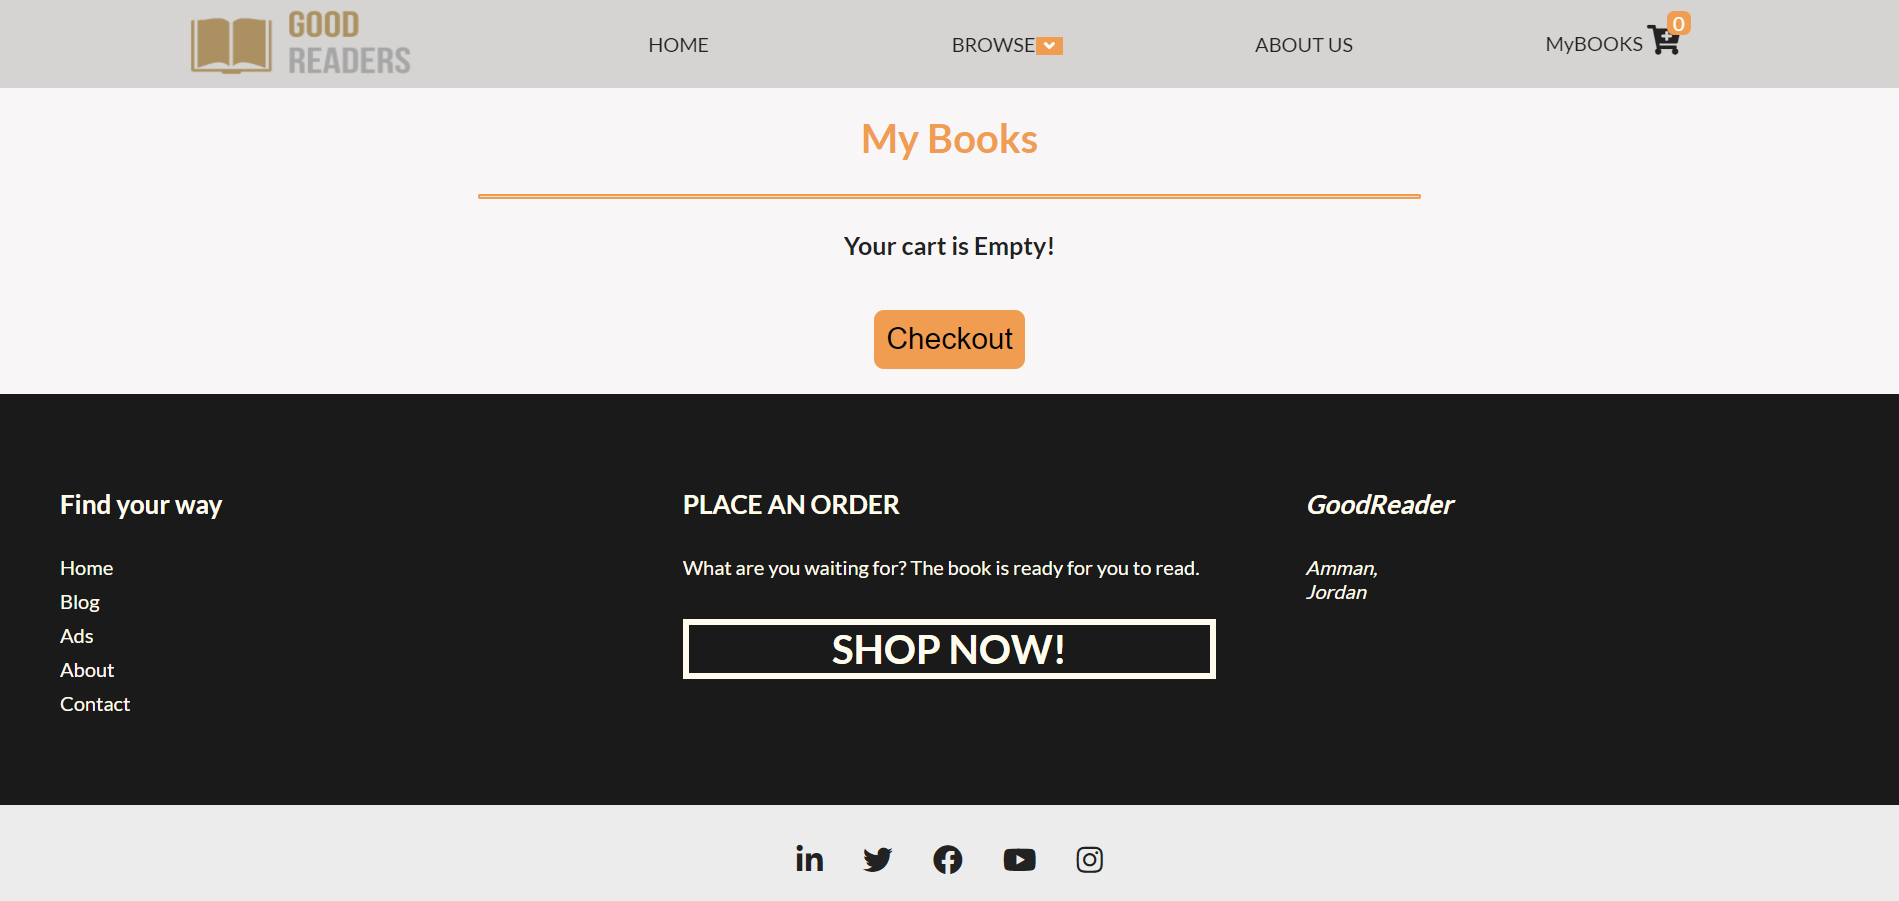 GOOD
READERS
HOME
BROWSE
ABOUT US
MyBOOKS
0
My Books
Your cart is Empty!
Checkout
Find your way
Home
Blog
Ads
About
Contact
PLACE AN ORDER
What are you waiting for? The book is ready for you to read.
SHOP NOW!
GoodReader
Amman,
Jordan